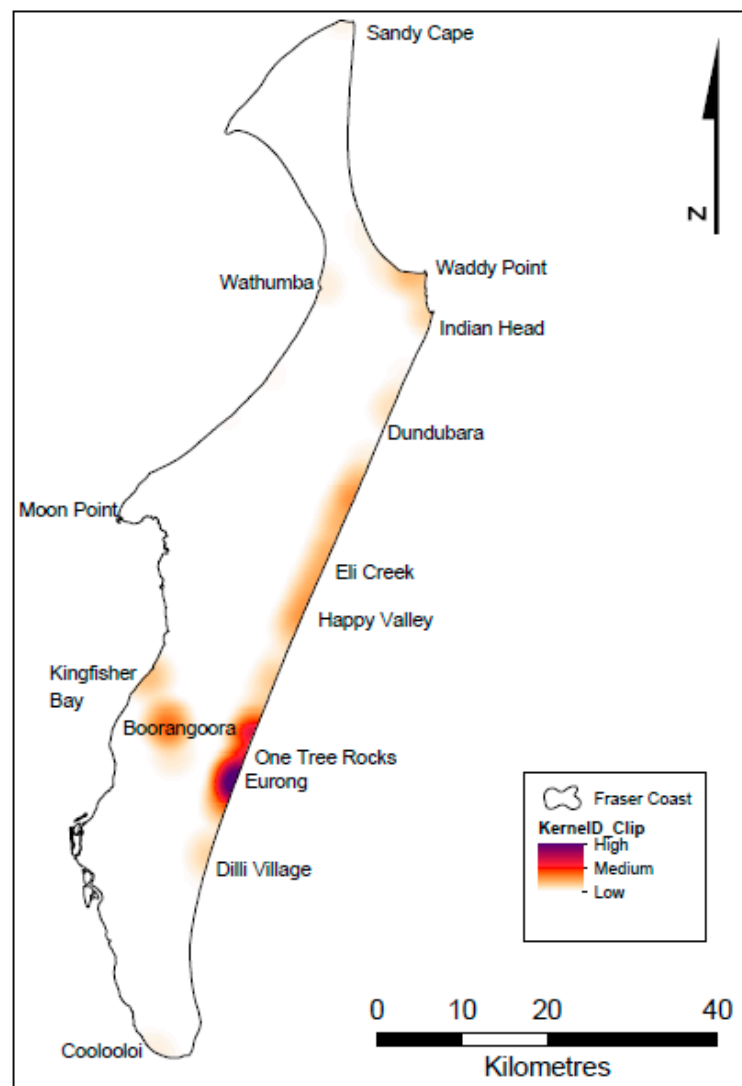 Sandy Cape
N
Waddy Point
Wathumba
Indian Head
Dundubara
Moon Point
Eli Creek
Happy Valley
Kingfisher
Bay
Boorangoora
One Tree Rocks
Eurong
Dilli Village
Coolooloi
Fraser Coast
KernelD_Clip
High
Medium
Low
0 10 20 40
Kilometres